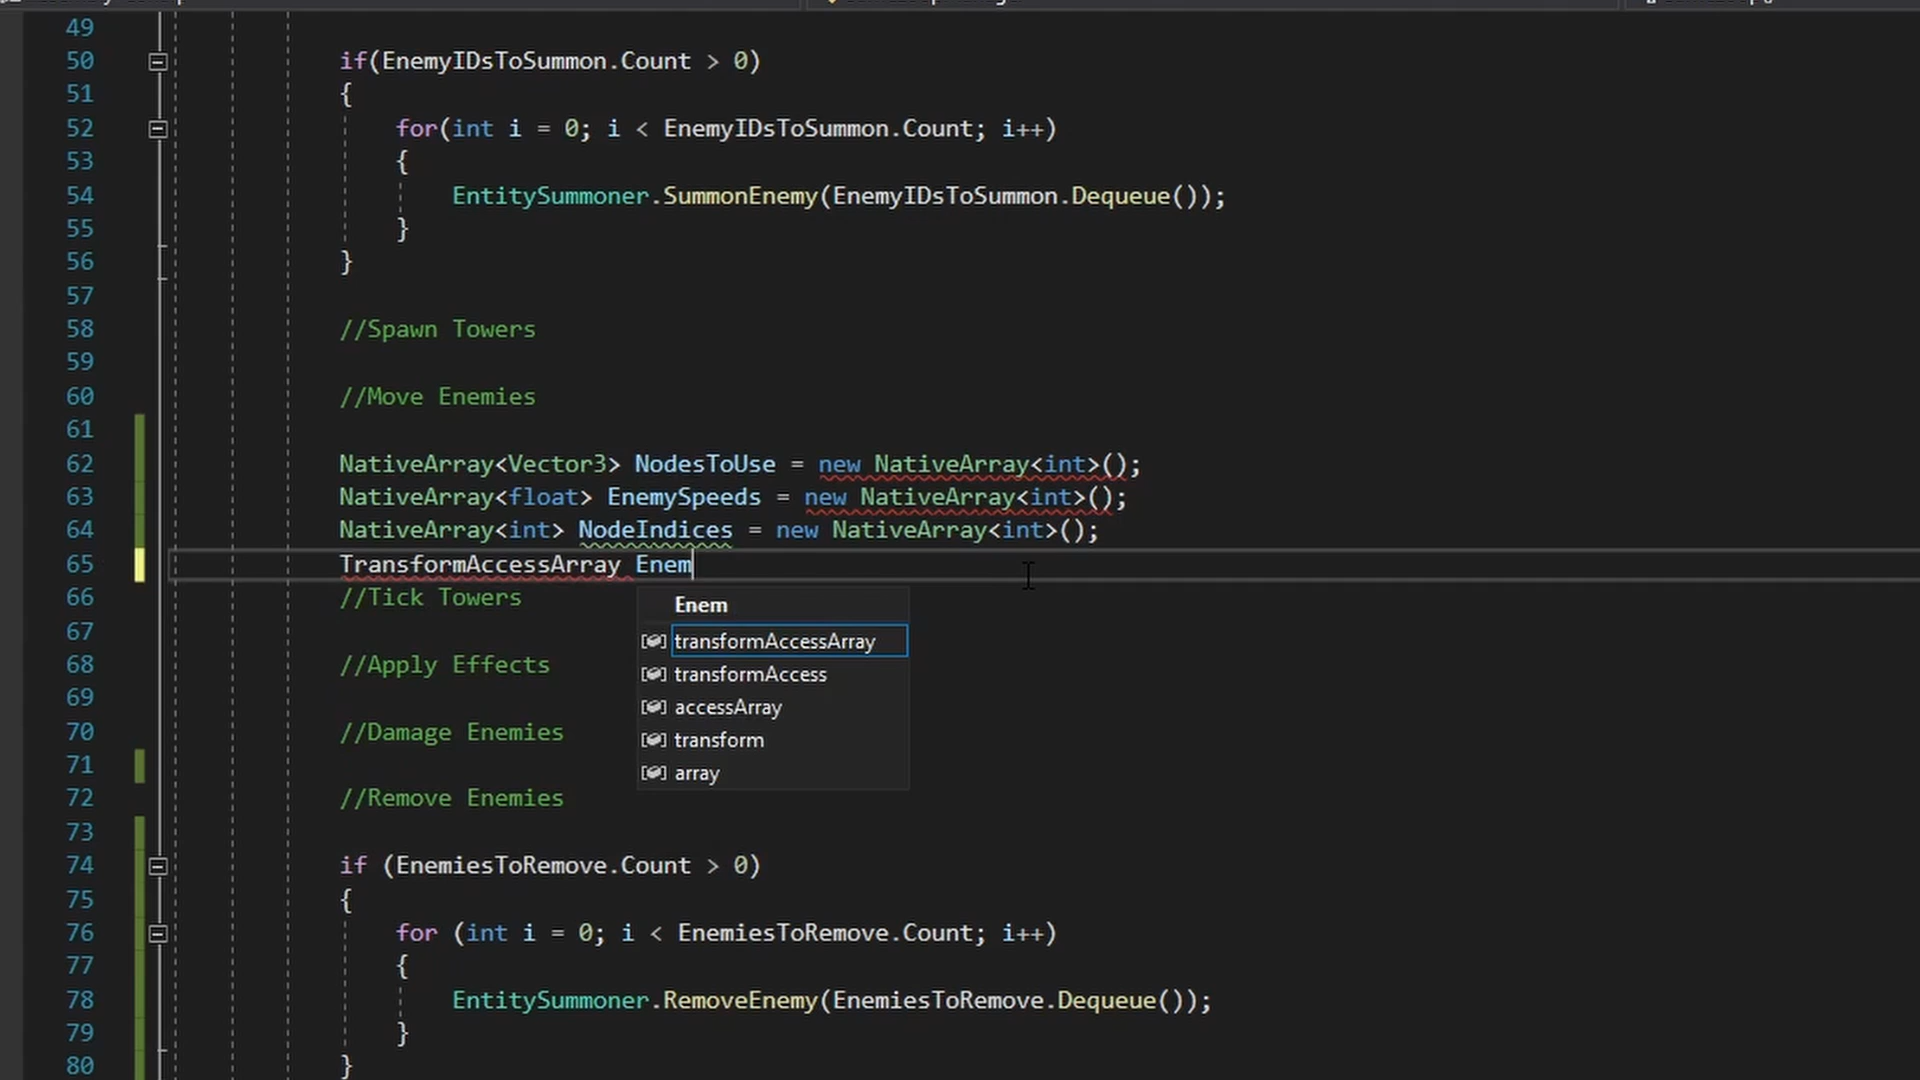 49
50 if(EnemyIDsToSummon.Count > 0)
51 {
52 for(int i = 0; i < EnemyIDsToSummon.Count; i++)
53 {
54 EntitySummoner.SummonEnemy(EnemyIDsToSummon.Dequeue());
55 }
56 }
57
58 //Spawn Towers
59
60 //Move Enemies
61
62 NativeArray<Vector3> NodesToUse = new NativeArray<int>();
63 NativeArray<float> EnemySpeeds = new NativeArray<int>();
64 NativeArray<int> NodeIndices = new NativeArray<int>();
65 TransformAccessArray Enem
66 //Tick Towers
Enem
67
transformAccessArray
68 //Apply Effects
transformAccess
69
accessArray
70 //Damage Enemies
transform
71
array
72 //Remove Enemies
73
74 if (EnemiesToRemove.Count > 0)
75 {
76 for (int i = 0; i < EnemiesToRemove.Count; i++)
77 {
78 EntitySummoner.RemoveEnemy(EnemiesToRemove.Dequeue());
79 }
80 }